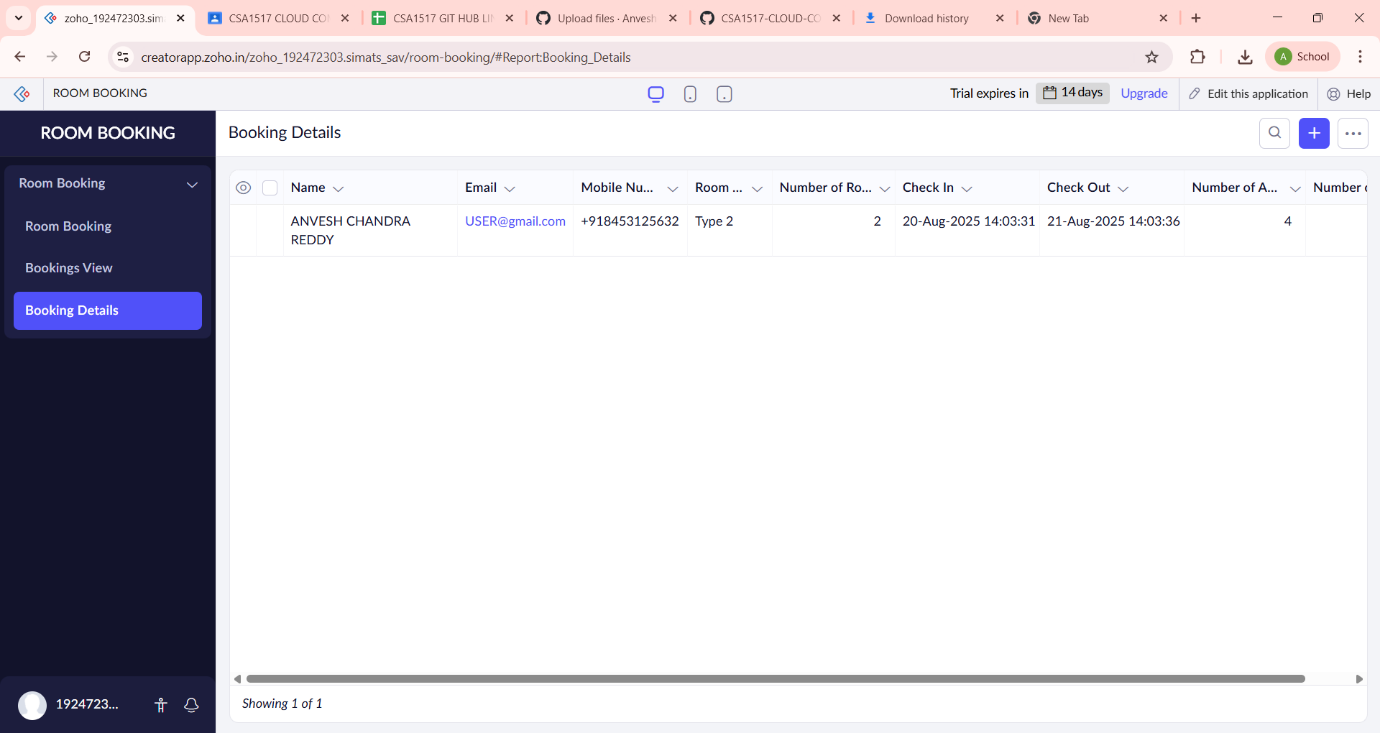 zoho_192472303.sim
CSA1517 CLOUD CO
CSA1517 GIT HUB LI
Upload files · Anvesh
CSA1517-CLOUD-CO
Download history
New Tab
creatorapp.zoho.in/zoho_192472303.simats_sav/room-booking/#Report:Booking_Details
A School
ROOM BOOKING
Trial expires in 14 days Upgrade Edit this application Help
ROOM BOOKING
Booking Details
Room Booking
Room Booking
Bookings View
Booking Details
Name Email Mobile Nu... Room ... Number of Ro... Check In Check Out Number of A... Number
ANVESH CHANDRA REDDY USER@gmail.com +918453125632 Type 2 2 20-Aug-2025 14:03:31 21-Aug-2025 14:03:36 4
Showing 1 of 1
1924723...